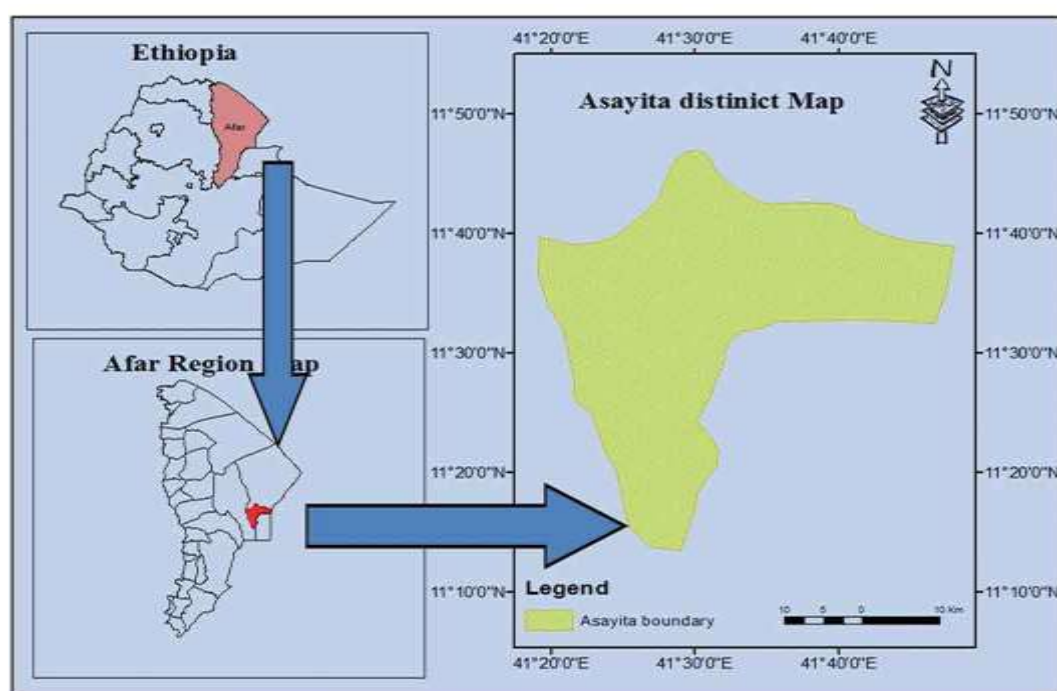 Ethiopia
Afar
Afar Region ap
41°20'0"E 41°30'0"E 41°40'0"E
Asayita distinict Map
N
11°50'0"N 11°50'0"N
11°40'0"N 11°40'0"N
11°30'0"N 11°30'0"N
11°20'0"N 11°20'0"N
11°10'0"N 11°10'0"N
Legend
Asayita boundary
10 5 0 10 Km
41°20'0"E 41°30'0"E 41°40'0"E